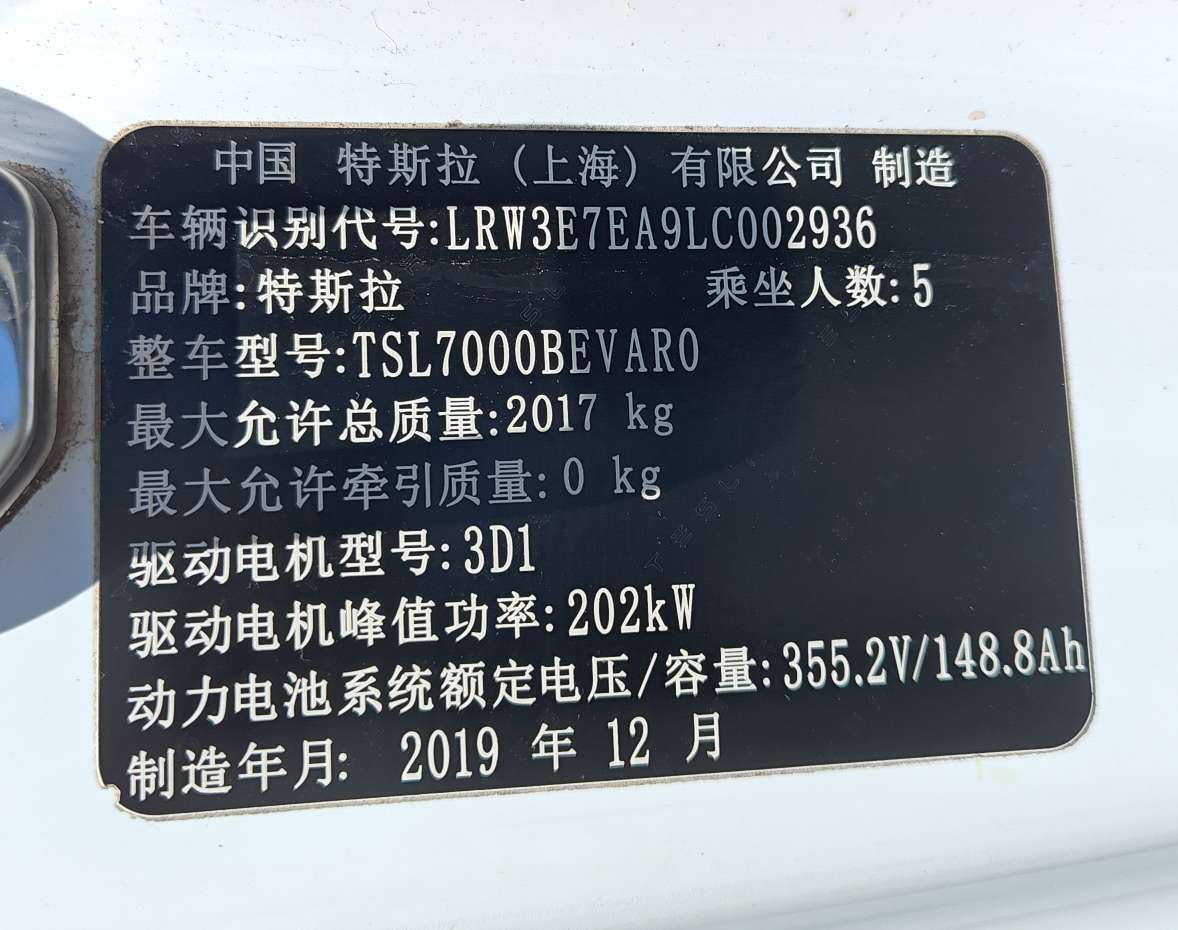 中国 特斯拉 (上海) 有限公司 制造
车辆识别代号:LRW3E7EA9LC002936
品牌:特斯拉 乘坐人数:5
整车型号:TSL7000BEVAR0
最大允许总质量:2017 kg
最大允许牵引质量:0 kg
驱动电机型号:3D1
驱动电机峰值功率:202kW
动力电池系统额定电压/容量:355.2V/148.8Ah
制造年月: 2019 年 12 月